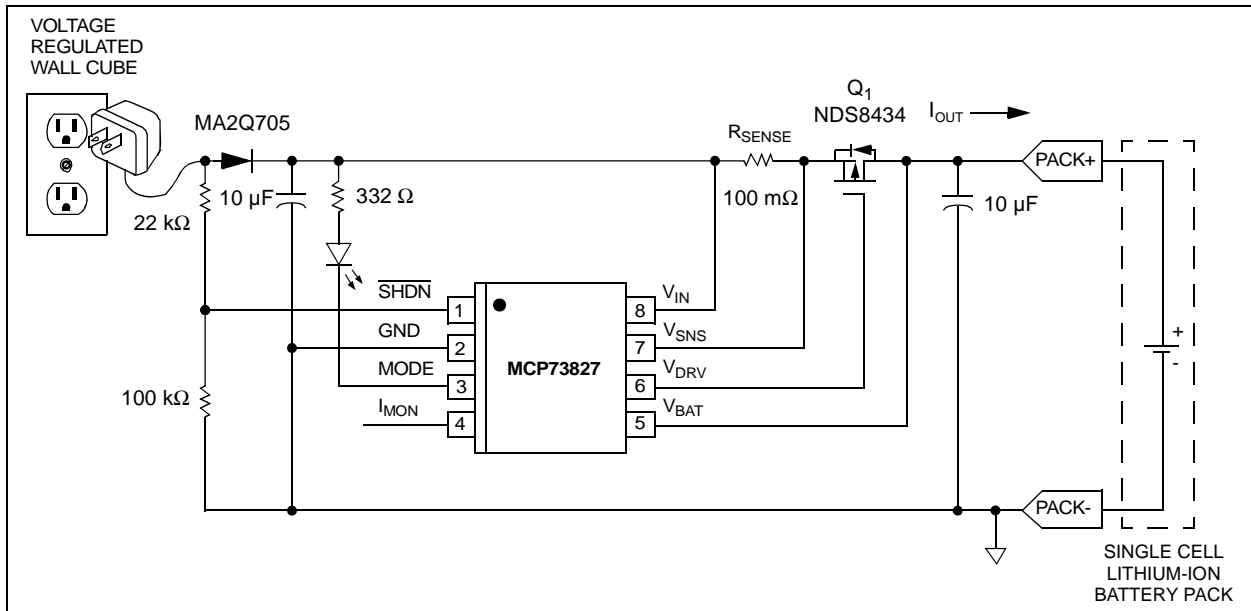 VOLTAGE
REGULATED
WALL CUBE
MA2Q705
Q1
NDS8434
IOUT
RSENSE
100 mΩ
PACK+
22 kΩ
10 µF
332 Ω
10 µF
SHDN
1
GND
2
MODE
3
IMON
4
MCP73827
8
VIN
7
VSNS
6
VDRV
5
VBAT
100 kΩ
+
-
PACK-
SINGLE CELL
LITHIUM-ION
BATTERY PACK